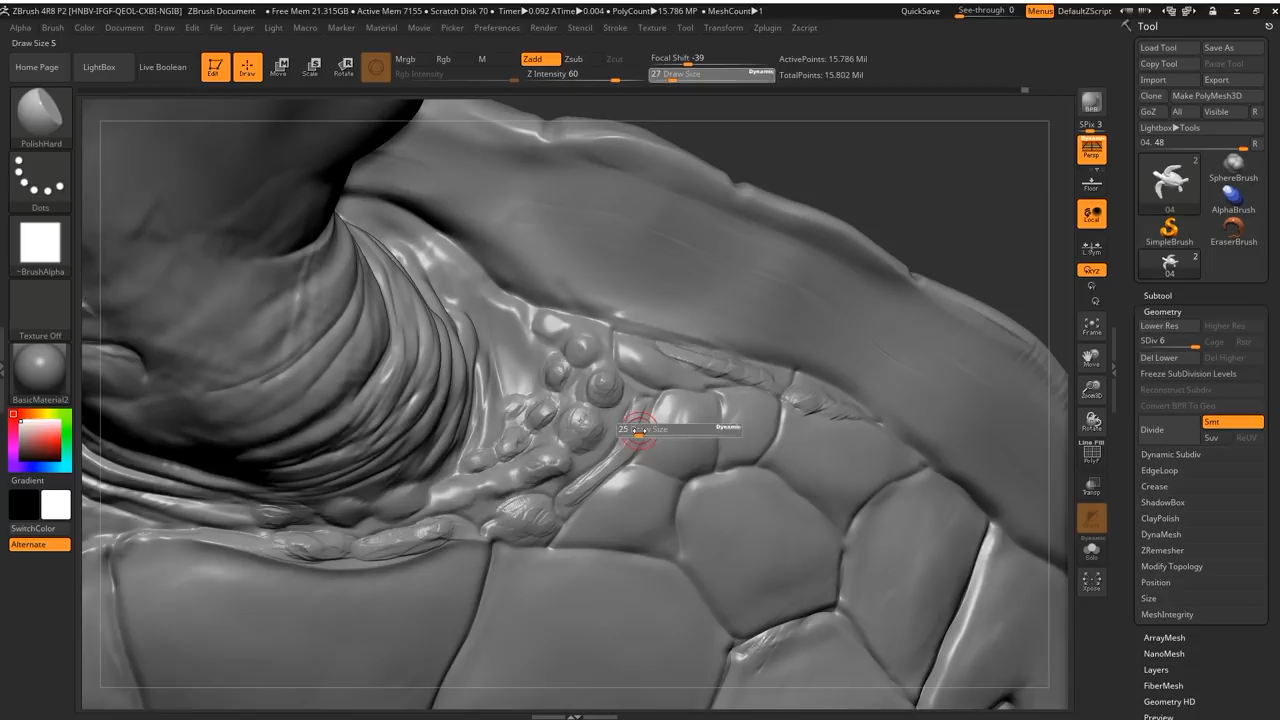 ZBrush 4R8 P2 [HNBV-IFGF-QEOL-CXBI-NGIB]   ZBrush Document   • Free Mem 21.315GB • Active Mem 7155 • Scratch Disk 70 • Timer▶0.092 ATime▶0.004 • PolyCount▶15.786 MP • MeshCount▶1   QuickSave   See-through 0   Menus   DefaultZScript
Alpha Brush Color Document Draw Edit File Layer Light Macro Marker Material Movie Picker Preferences Render Stencil Stroke Texture Tool Transform Zplugin Zscript
Tool
Draw Size 5
Home Page LightBox Live Boolean
Edit Draw Move Scale Rotate
Mrgb Rgb M
Rgb Intensity
Zadd Zsub Zcut
Z Intensity 60
Focal Shift -39
27 Draw Size Dynamic
ActivePoints: 15.786 Mil
TotalPoints: 15.802 Mil
PolishHard
Dots
~BrushAlpha
Texture Off
BasicMaterial2
Gradient
SwitchColor
Alternate
25 Draw Size Dynamic
BPR
SPix 3
Dynamic
Persp
Floor
Local
L.Sym
XYZ
Frame
Move
Zoom3D
Rotate
Line Fill
PolyF
Transp
Dynamic
Solo
Xpose
Load Tool Save As
Copy Tool Paste Tool
Import Export
Clone Make PolyMesh3D
GoZ All Visible R
Lightbox▶Tools
04. 48 R
2
04
SphereBrush
AlphaBrush
SimpleBrush EraserBrush
2
04
Subtool
Geometry
Lower Res Higher Res
SDiv 6 Cage Rstr
Del Lower Del Higher
Freeze SubDivision Levels
Reconstruct Subdiv
Convert BPR To Geo
Divide Smt
Suv ReUV
Dynamic Subdiv
EdgeLoop
Crease
ShadowBox
ClayPolish
DynaMesh
ZRemesher
Modify Topology
Position
Size
MeshIntegrity
ArrayMesh
NanoMesh
Layers
FiberMesh
Geometry HD
Preview